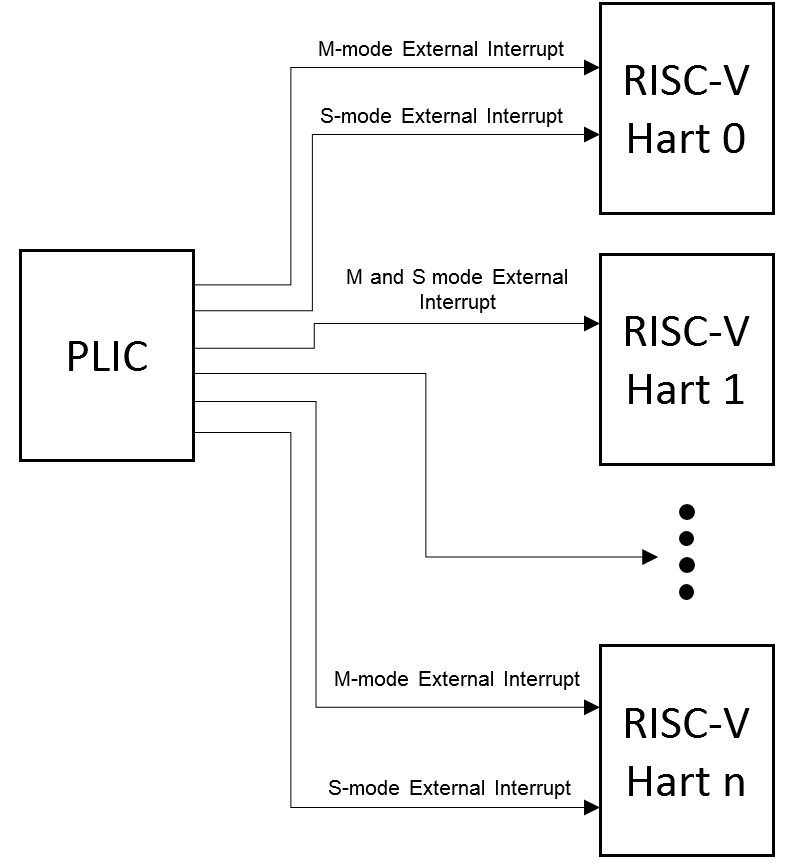 M-mode External Interrupt
S-mode External Interrupt
RISC-V
Hart 0
M and S mode External
Interrupt
RISC-V
Hart 1
PLIC
M-mode External Interrupt
S-mode External Interrupt
RISC-V
Hart n